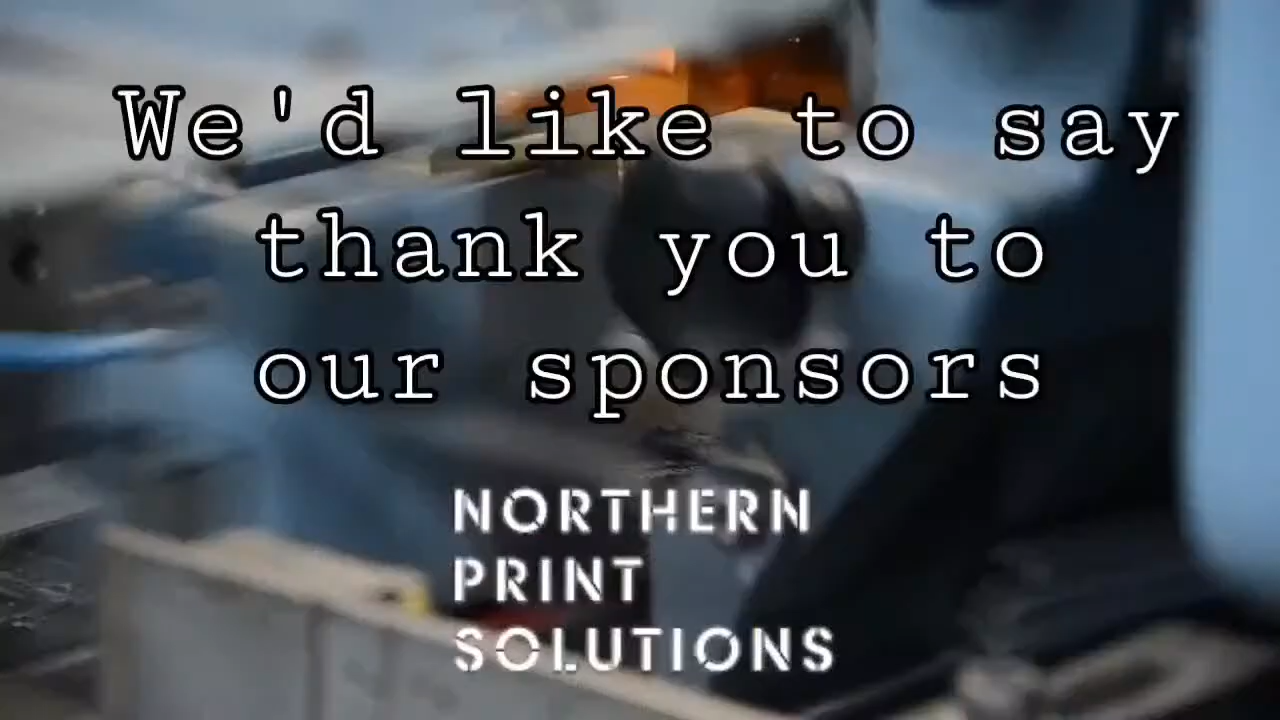 We'd like to say
thank you to
our sponsors
NORTHERN
PRINT
SOLUTIONS